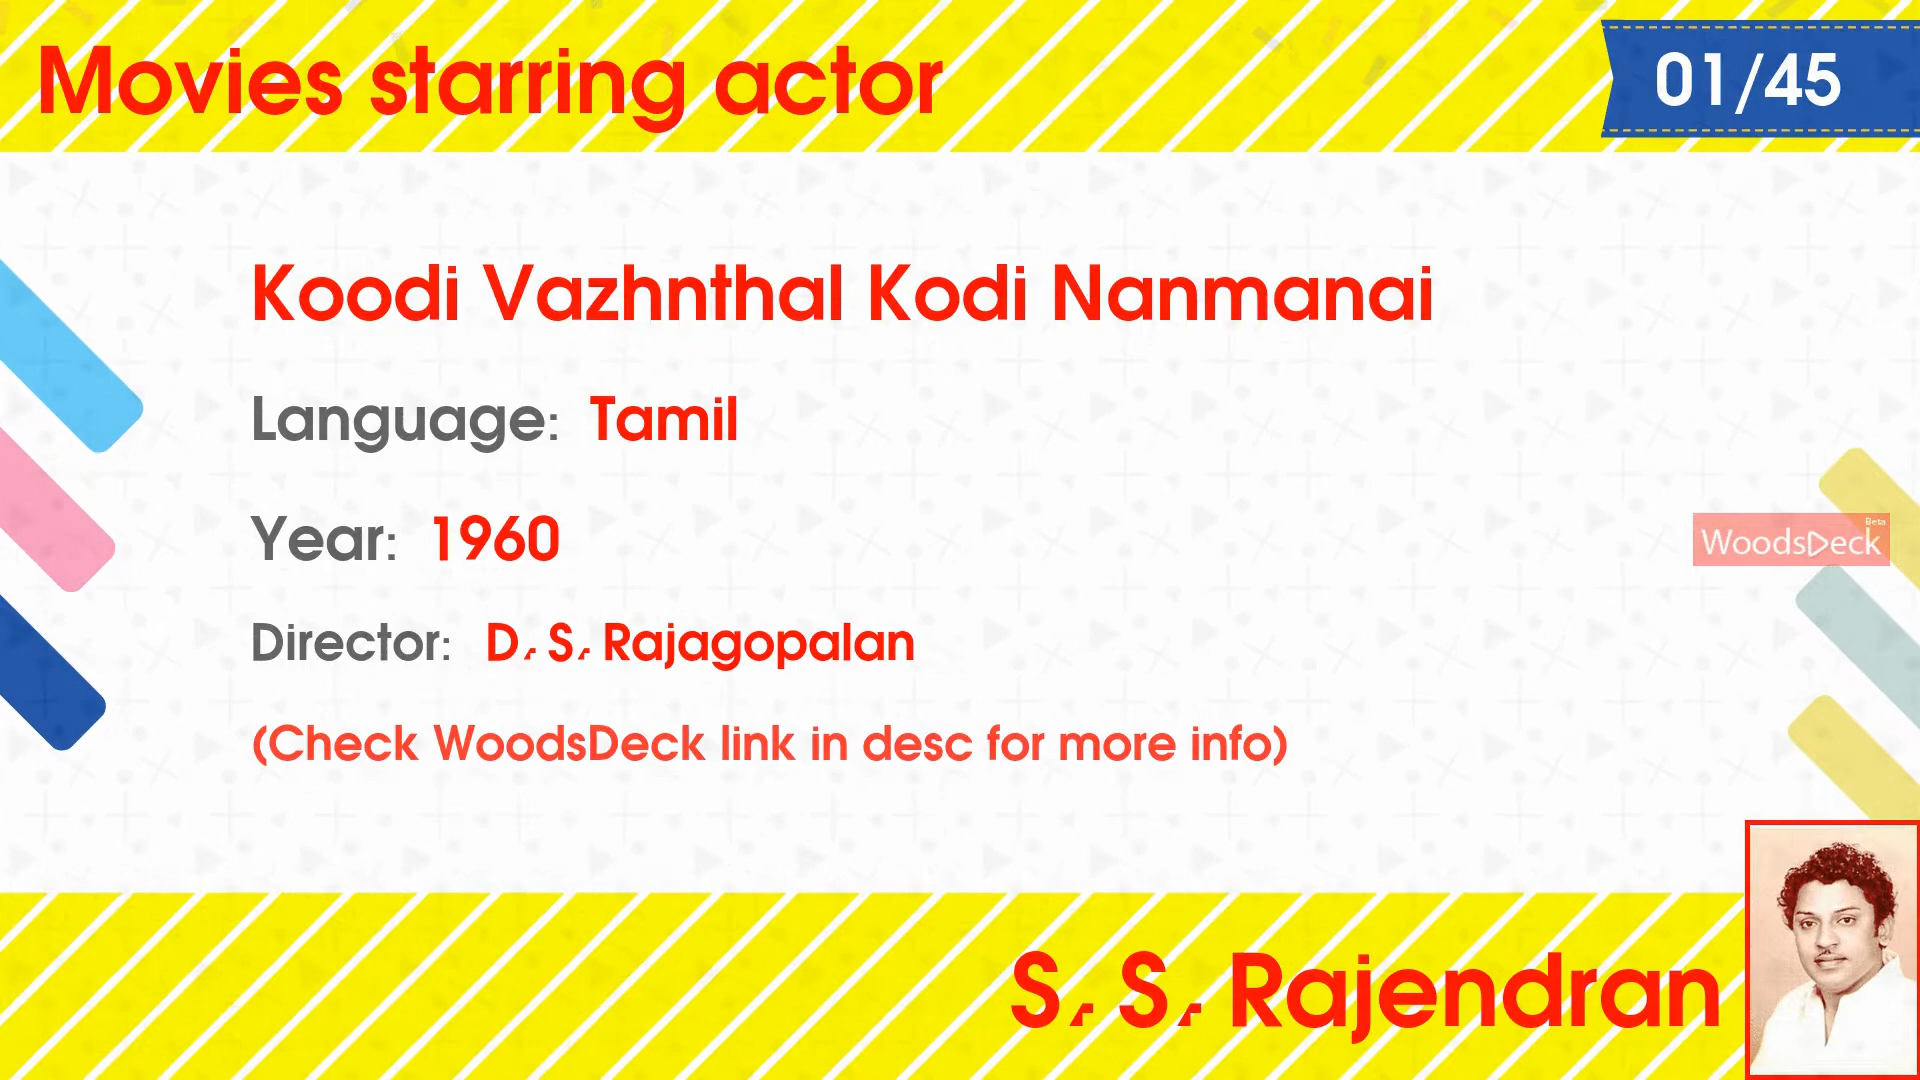 Movies starring actor
01/45
Koodi Vazhnthal Kodi Nanmanai
Language: Tamil
Year: 1960
WoodsDeck Beta
Director: D. S. Rajagopalan
(Check WoodsDeck link in desc for more info)
S. S. Rajendran